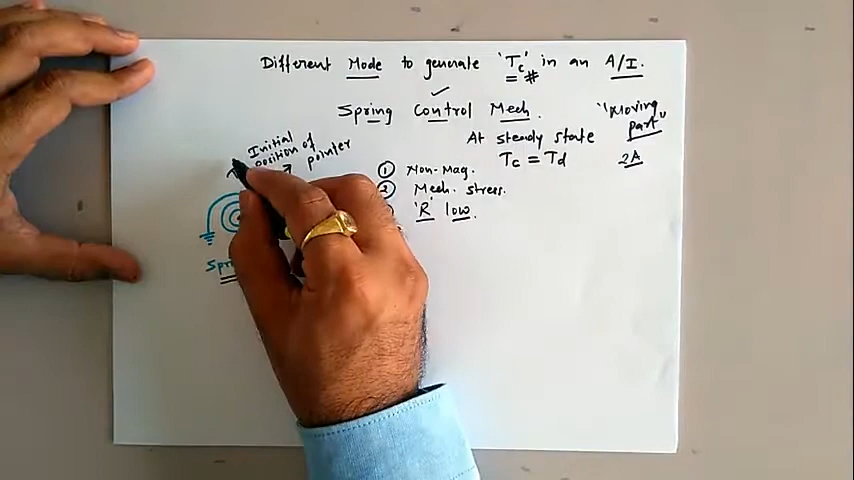 Different Mode to generate 'Tc' in an A/I.
#
Spring Control Mech.
"Moving
part"
2A
At steady state
Tc = Td
Initial
position of
pointer
① Non-Mag.
② Mech. stress.
'R' low.
Spr